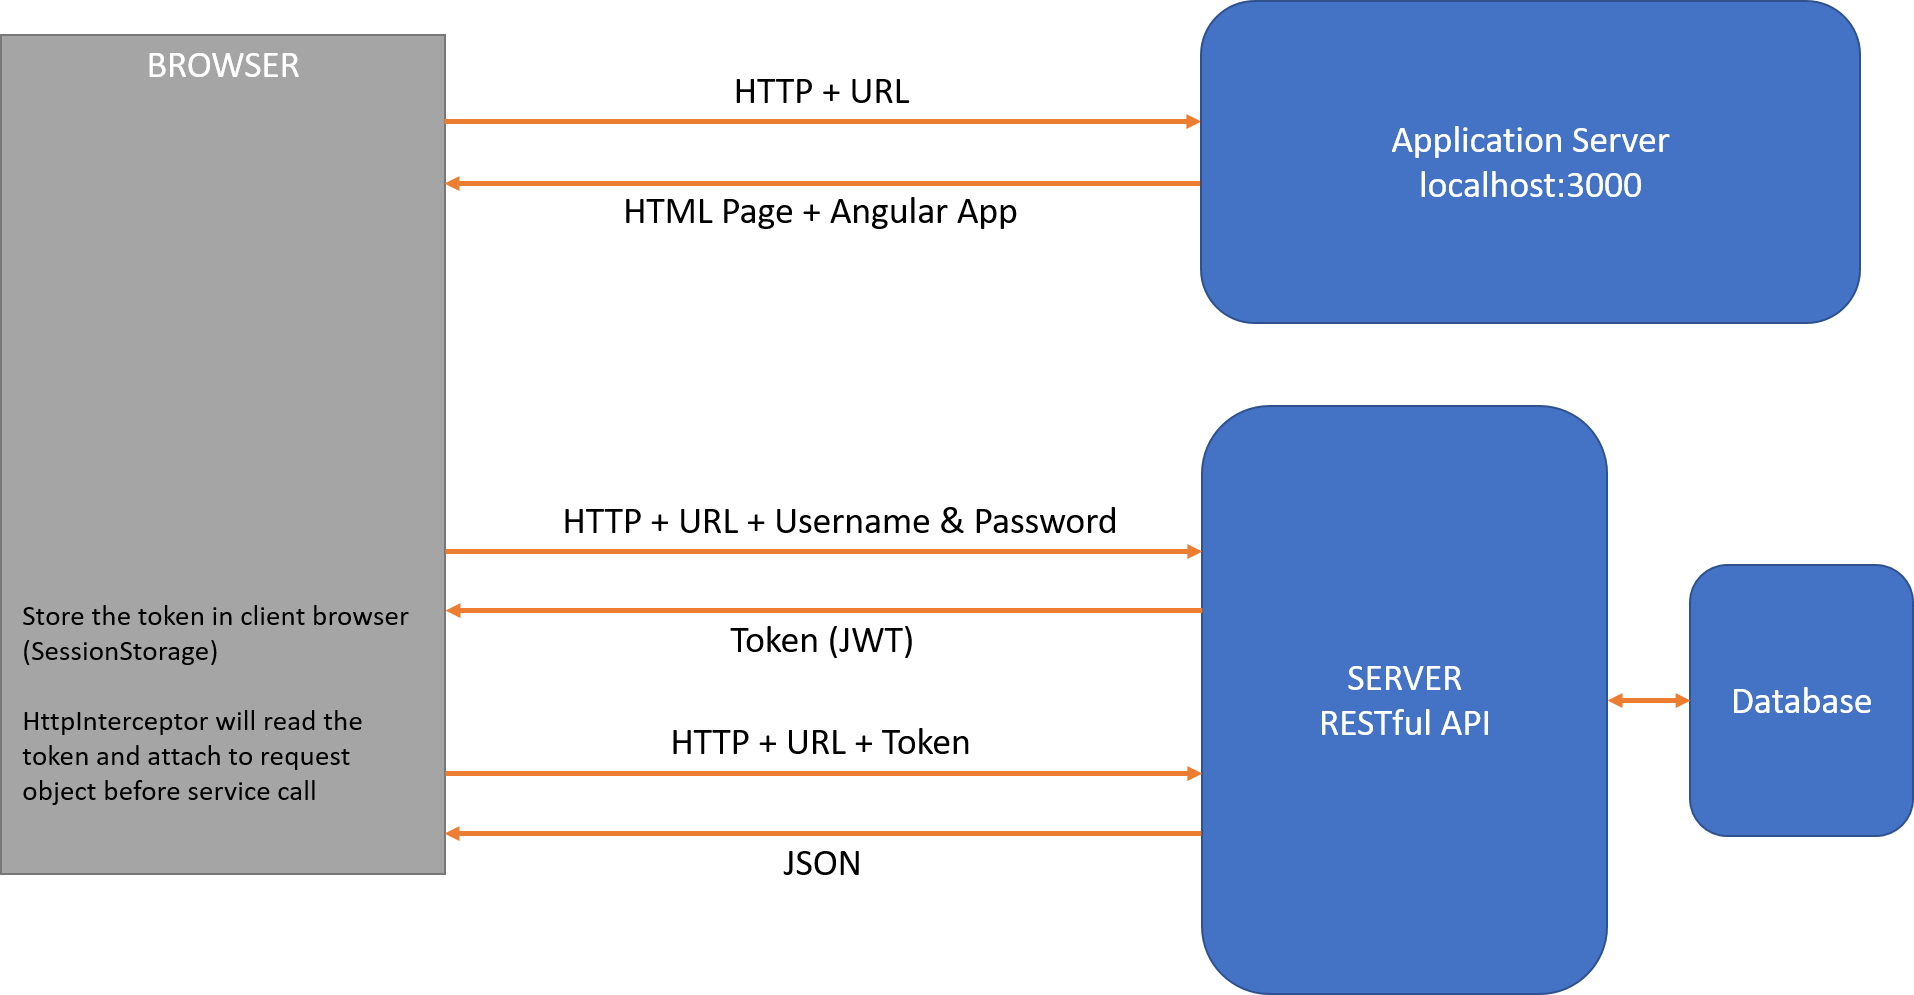 BROWSER
HTTP + URL
HTML Page + Angular App
Application Server
localhost:3000
HTTP + URL + Username & Password
Token (JWT)
Store the token in client browser
(SessionStorage)
HttpInterceptor will read the
token and attach to request
object before service call
HTTP + URL + Token
JSON
SERVER
RESTful API
Database